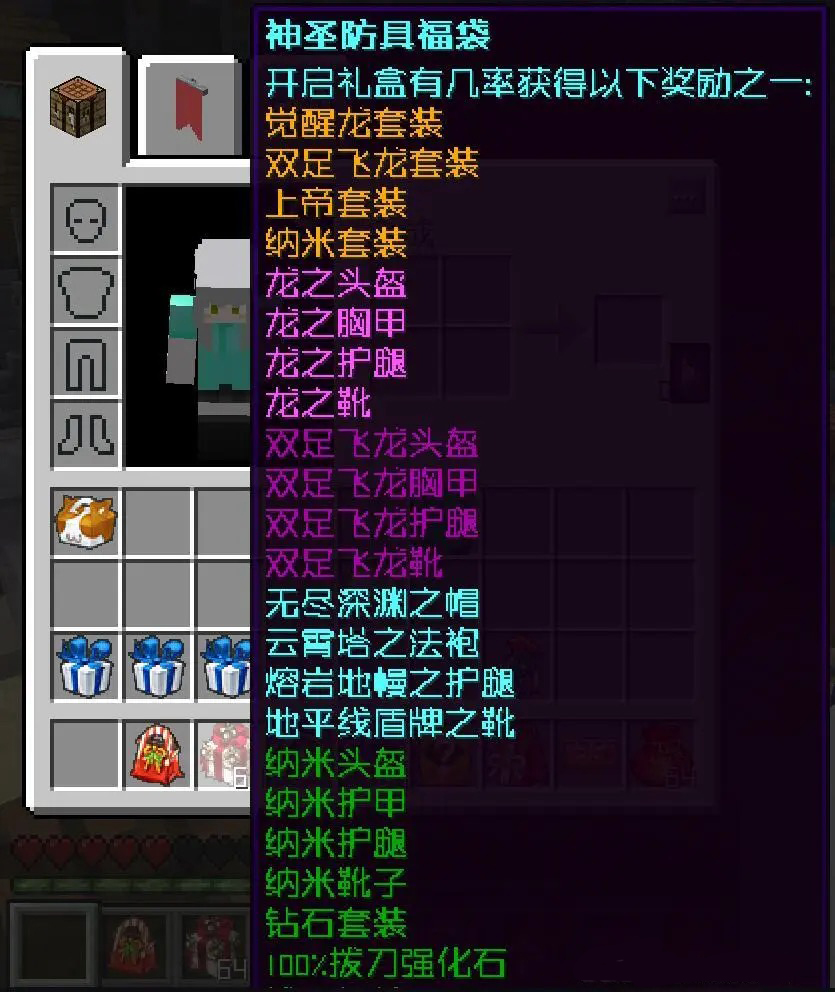 神圣防具福袋
开启礼盒有几率获得以下奖励之一:
觉醒龙套装
双足飞龙套装
上帝套装
纳米套装
龙之头盔
龙之胸甲
龙之护腿
龙之靴
双足飞龙头盔
双足飞龙胸甲
双足飞龙护腿
双足飞龙靴
无尽深渊之帽
云霄塔之法袍
熔岩地幔之护腿
地平线盾牌之靴
纳米头盔
纳米护甲
纳米护腿
纳米靴子
钻石套装
100%拔刀强化石
64
64